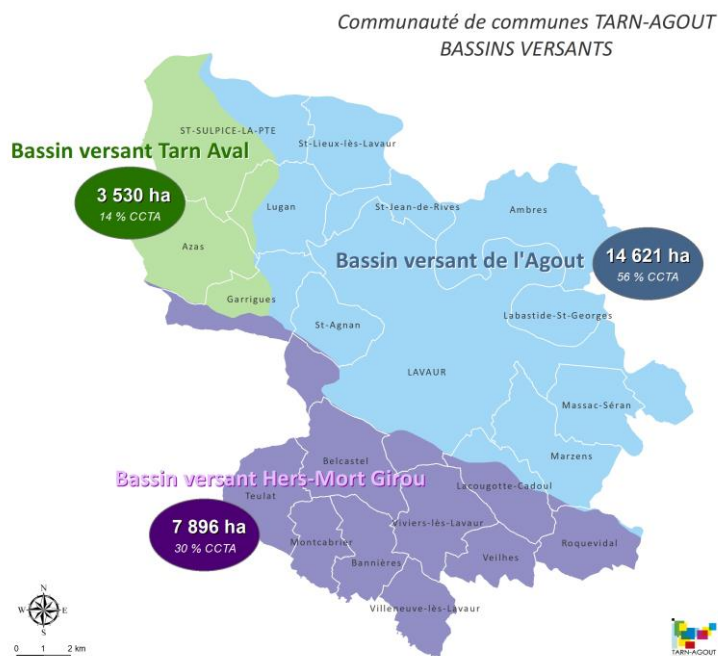 Communauté de communes TARN-AGOUT
BASSINS VERSANTS
ST-SULPICE-LA-PTE
St-Lieux-lès-Lavaur
Bassin versant Tarn Aval
3 530 ha
14 % CCTA
Lugan
St-Jean-de-Rives
Ambres
Azas
Bassin versant de l'Agout
14 621 ha
56 % CCTA
Garrigues
St-Agnan
Labastide-St-Georges
LAVAUR
Massac-Séran
Marzens
Belcastel
Bassin versant Hers-Mort Girou
Lacougotte-Cadoul
Teulat
7 896 ha
30 % CCTA
Viviers-lès-Lavaur
Montcabrier
Bannières
Veilhes
Roquevidal
Villeneuve-lès-Lavaur
N
W
E
S
0 1 2 km
TARN-AGOUT